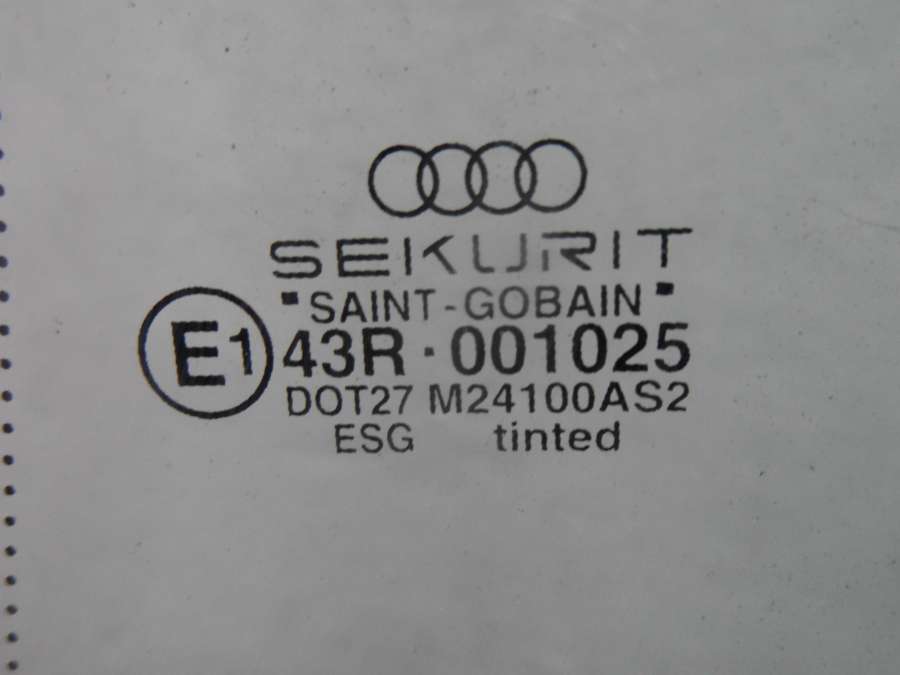 SEKURIT
"SAINT-GOBAIN"
E1 43R · 001025
DOT27 M24100AS2
ESG tinted